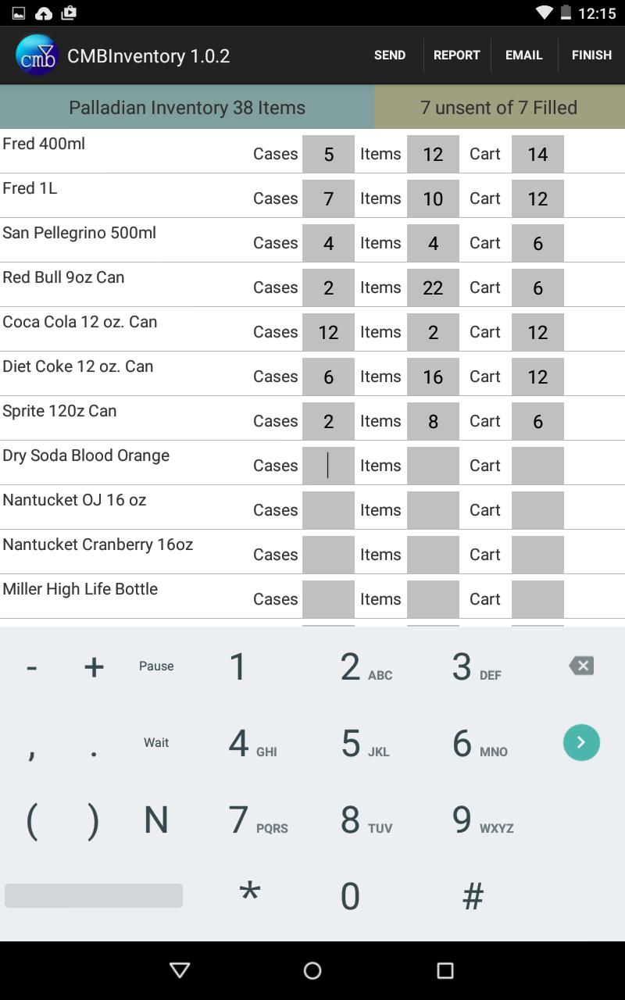 12:15
cmb CMBInventory 1.0.2 SEND REPORT EMAIL FINISH
Palladian Inventory 38 Items 7 unsent of 7 Filled
Fred 400ml Cases 5 Items 12 Cart 14
Fred 1L Cases 7 Items 10 Cart 12
San Pellegrino 500ml Cases 4 Items 4 Cart 6
Red Bull 9oz Can Cases 2 Items 22 Cart 6
Coca Cola 12 oz. Can Cases 12 Items 2 Cart 12
Diet Coke 12 oz. Can Cases 6 Items 16 Cart 12
Sprite 120z Can Cases 2 Items 8 Cart 6
Dry Soda Blood Orange Cases Items Cart
Nantucket OJ 16 oz Cases Items Cart
Nantucket Cranberry 16oz Cases Items Cart
Miller High Life Bottle Cases Items Cart
- + Pause 1 2 ABC 3 DEF
, . Wait 4 GHI 5 JKL 6 MNO
( ) N 7 PQRS 8 TUV 9 WXYZ
* 0 #